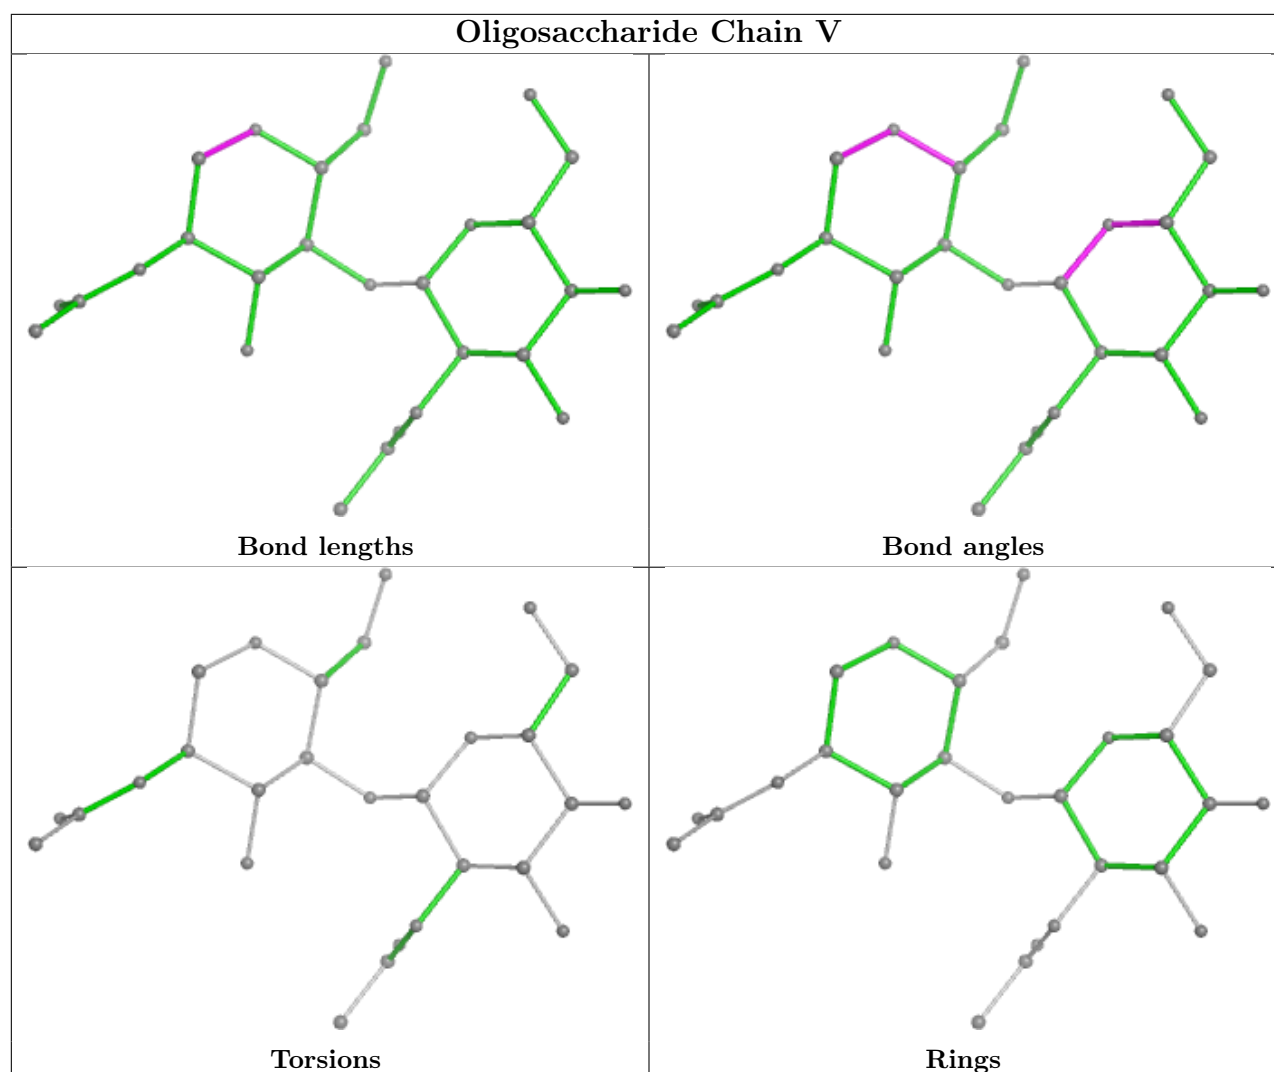 Oligosaccharide Chain V
Bond lengths
Bond angles
Torsions
Rings